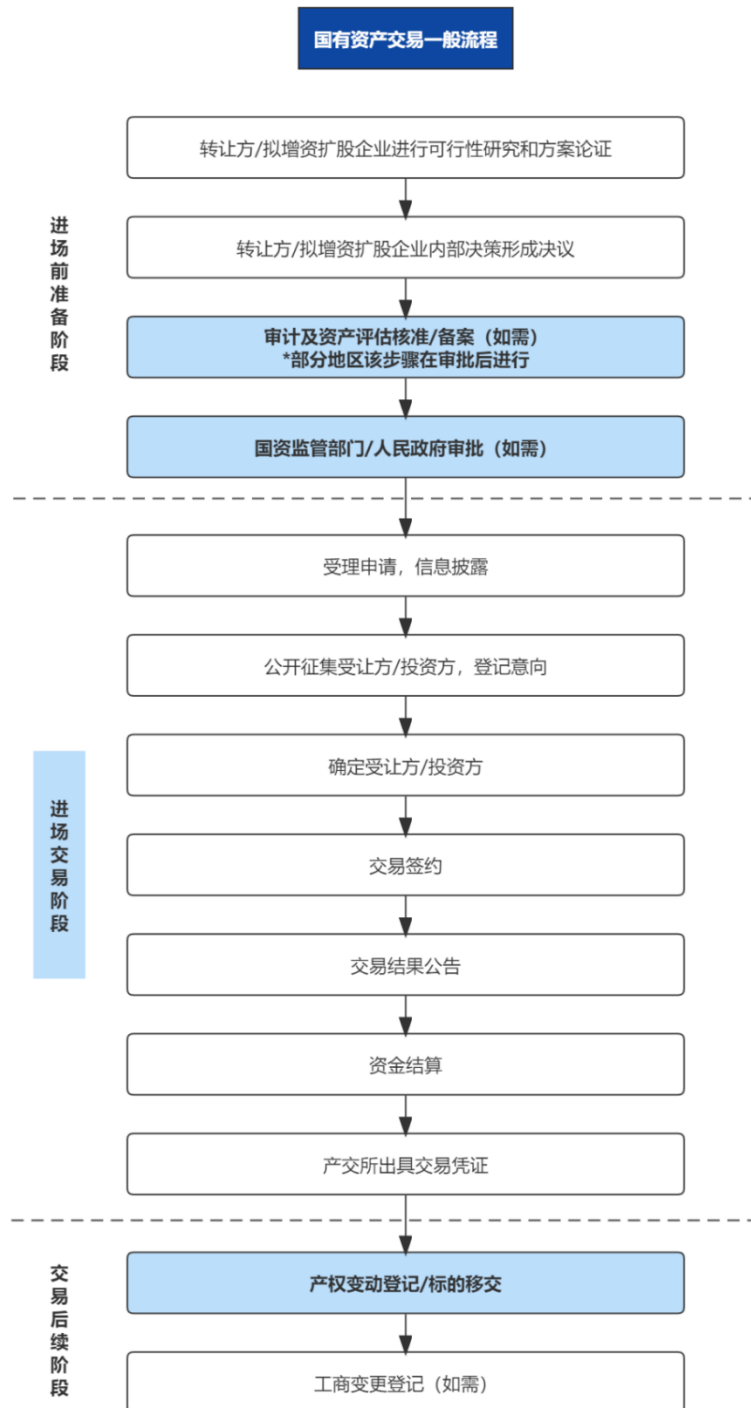 国有资产交易一般流程
进场前准备阶段
转让方/拟增资扩股企业进行可行性研究和方案论证
转让方/拟增资扩股企业内部决策形成决议
审计及资产评估核准/备案（如需）
*部分地区该步骤在审批后进行
国资监管部门/人民政府审批（如需）
进场交易阶段
受理申请，信息披露
公开征集受让方/投资方，登记意向
确定受让方/投资方
交易签约
交易结果公告
资金结算
产交所出具交易凭证
交易后续阶段
产权变动登记/标的移交
工商变更登记（如需）